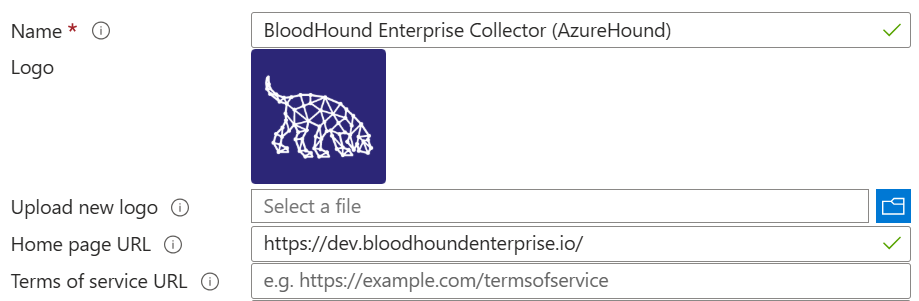 Name *
BloodHound Enterprise Collector (AzureHound)
Logo
Upload new logo
Select a file
Home page URL
https://dev.bloodhoundenterprise.io/
Terms of service URL
e.g. https://example.com/termsofservice